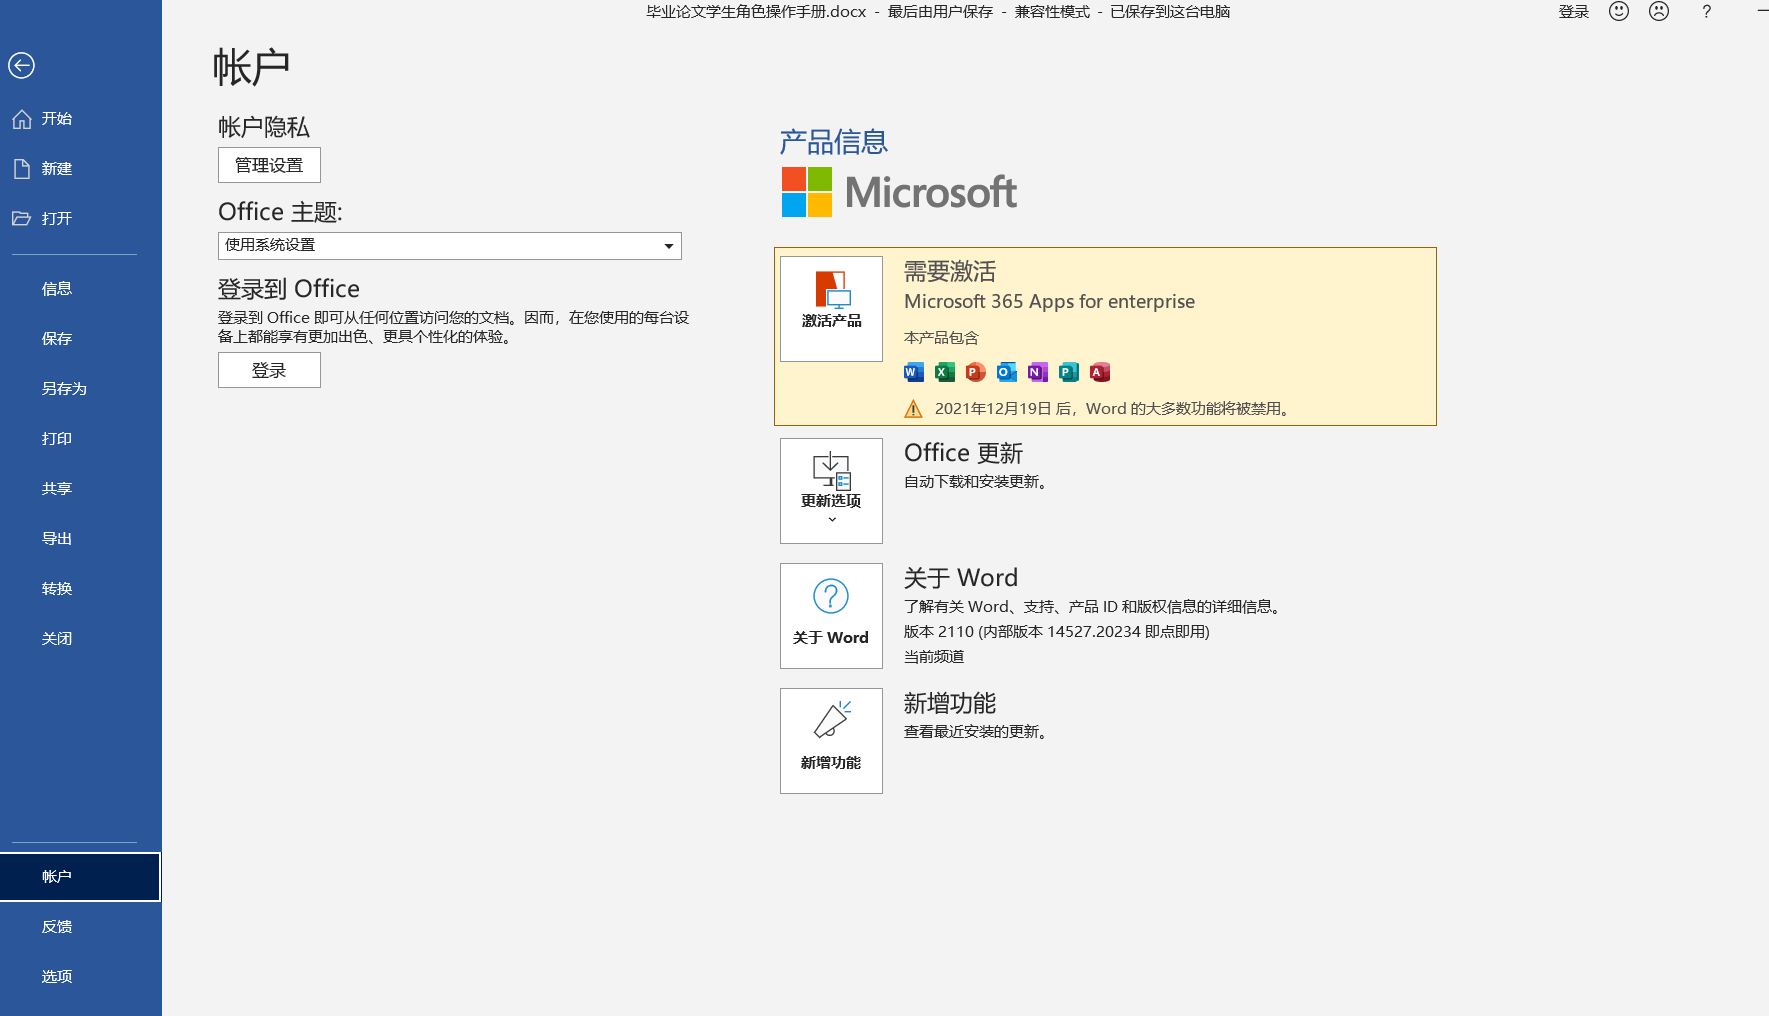 毕业论文学生角色操作手册.docx - 最后由用户保存 - 兼容性模式 - 已保存到这台电脑
登录
?
开始
新建
打开
信息
保存
另存为
打印
共享
导出
转换
关闭
帐户
反馈
选项
帐户
帐户隐私
管理设置
Office 主题:
使用系统设置
登录到 Office
登录到 Office 即可从任何位置访问您的文档。因而，在您使用的每台设
备上都能享有更加出色、更具个性化的体验。
登录
产品信息
Microsoft
激活产品
需要激活
Microsoft 365 Apps for enterprise
本产品包含
W X P O N P A
2021年12月19日 后，Word 的大多数功能将被禁用。
更新选项
Office 更新
自动下载和安装更新。
关于 Word
关于 Word
了解有关 Word、支持、产品 ID 和版权信息的详细信息。
版本 2110 (内部版本 14527.20234 即点即用)
当前频道
新增功能
新增功能
查看最近安装的更新。